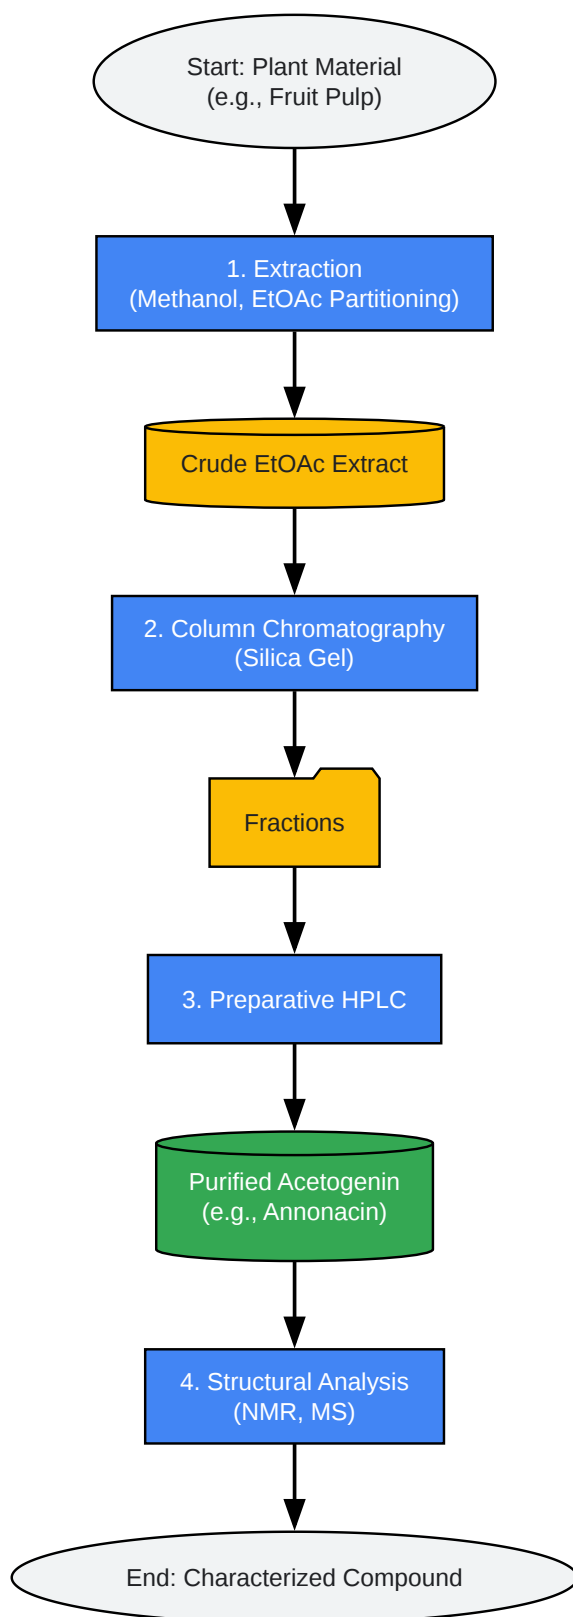 Start: Plant Material
(e.g., Fruit Pulp)
1. Extraction
(Methanol, EtOAc Partitioning)
Crude EtOAc Extract
2. Column Chromatography
(Silica Gel)
Fractions
3. Preparative HPLC
Purified Acetogenin
(e.g., Annonacin)
4. Structural Analysis
(NMR, MS)
End: Characterized Compound